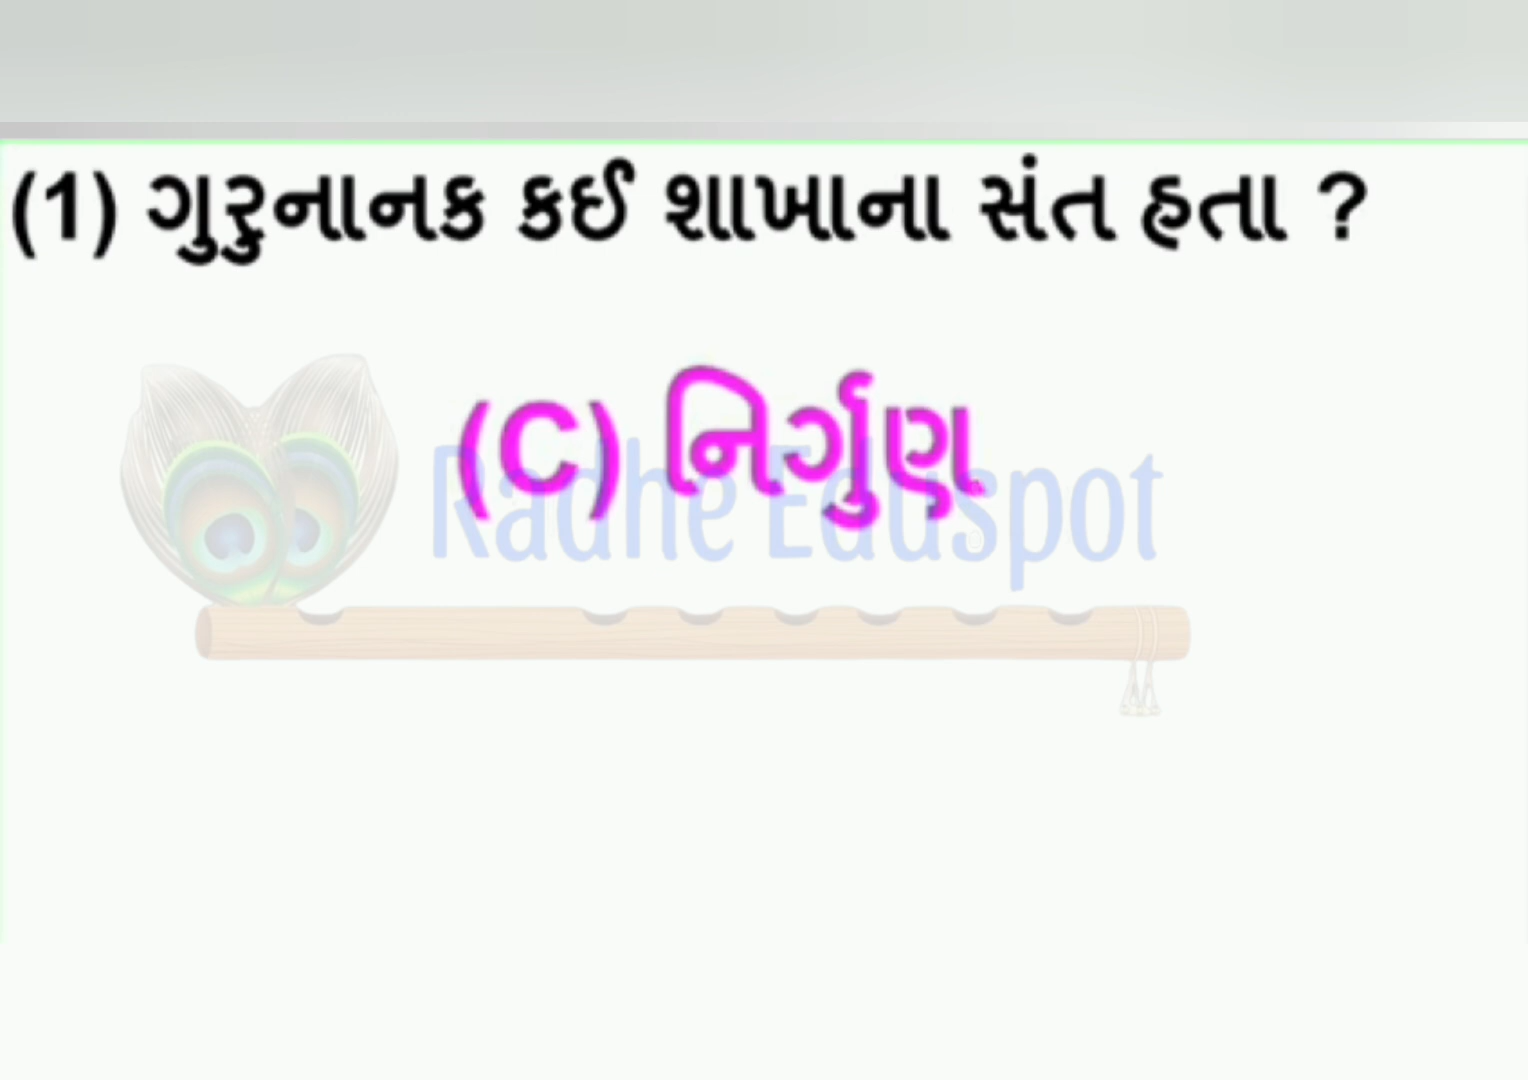 (1) ગુરુનાનક કઈ શાખાના સંત હતા ?
(C) નિર્ગુણ
Radhe Eduspot